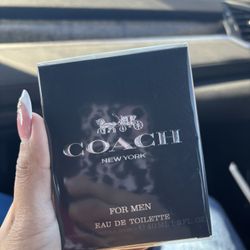 COACH
NEW YORK
FOR MEN
EAU DE TOILETTE